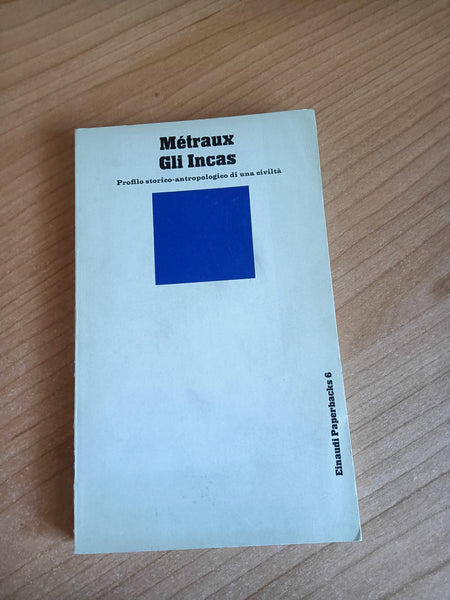 Métraux
Gli Incas
Profilo storico-antropologico di una civiltà
Einaudi Paperbacks 6